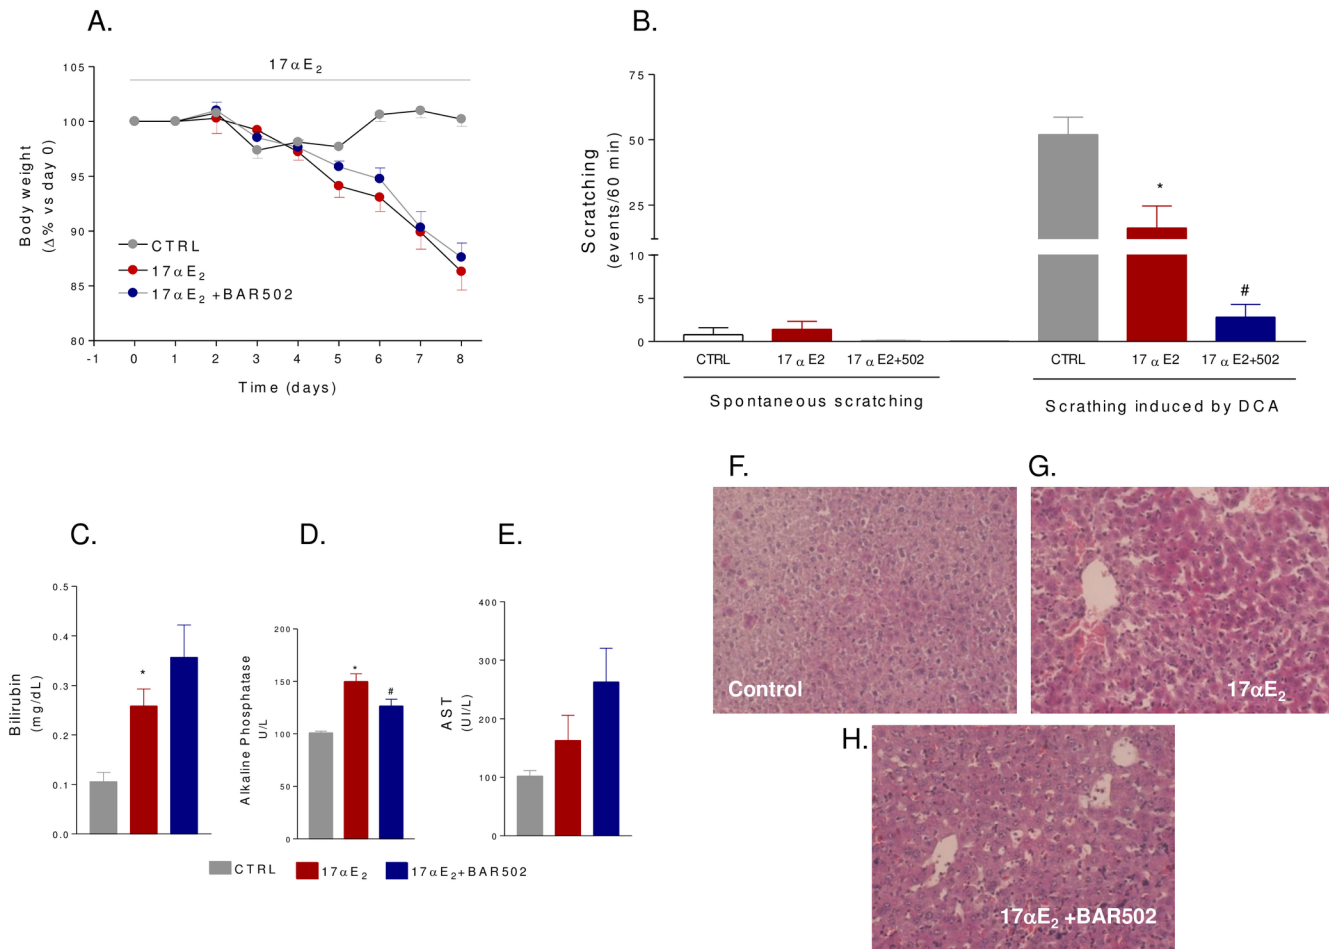 A.
17αE₂
105
100
95
90
85
80
Body weight
(Δ% vs day 0)
CTRL
17αE₂
17αE₂ +BAR502
-1 0 1 2 3 4 5 6 7 8
Time (days)
B.
75
50
25
10
5
0
Scratching
(events/60 min)
*
#
CTRL 17 α E2 17 α E2+502 CTRL 17 α E2 17 α E2+502
Spontaneous scratching
Scrathing induced by DCA
C.
0.5
0.4
0.3
0.2
0.1
0.0
Bilirubin
(mg/dL)
*
D.
200
150
100
50
0
Alkaline Phosphatase
U/L
*
#
E.
400
300
200
100
0
AST
(UI/L)
CTRL 17αE₂ 17αE₂+BAR502
F.
Control
G.
17αE₂
H.
17αE₂ +BAR502